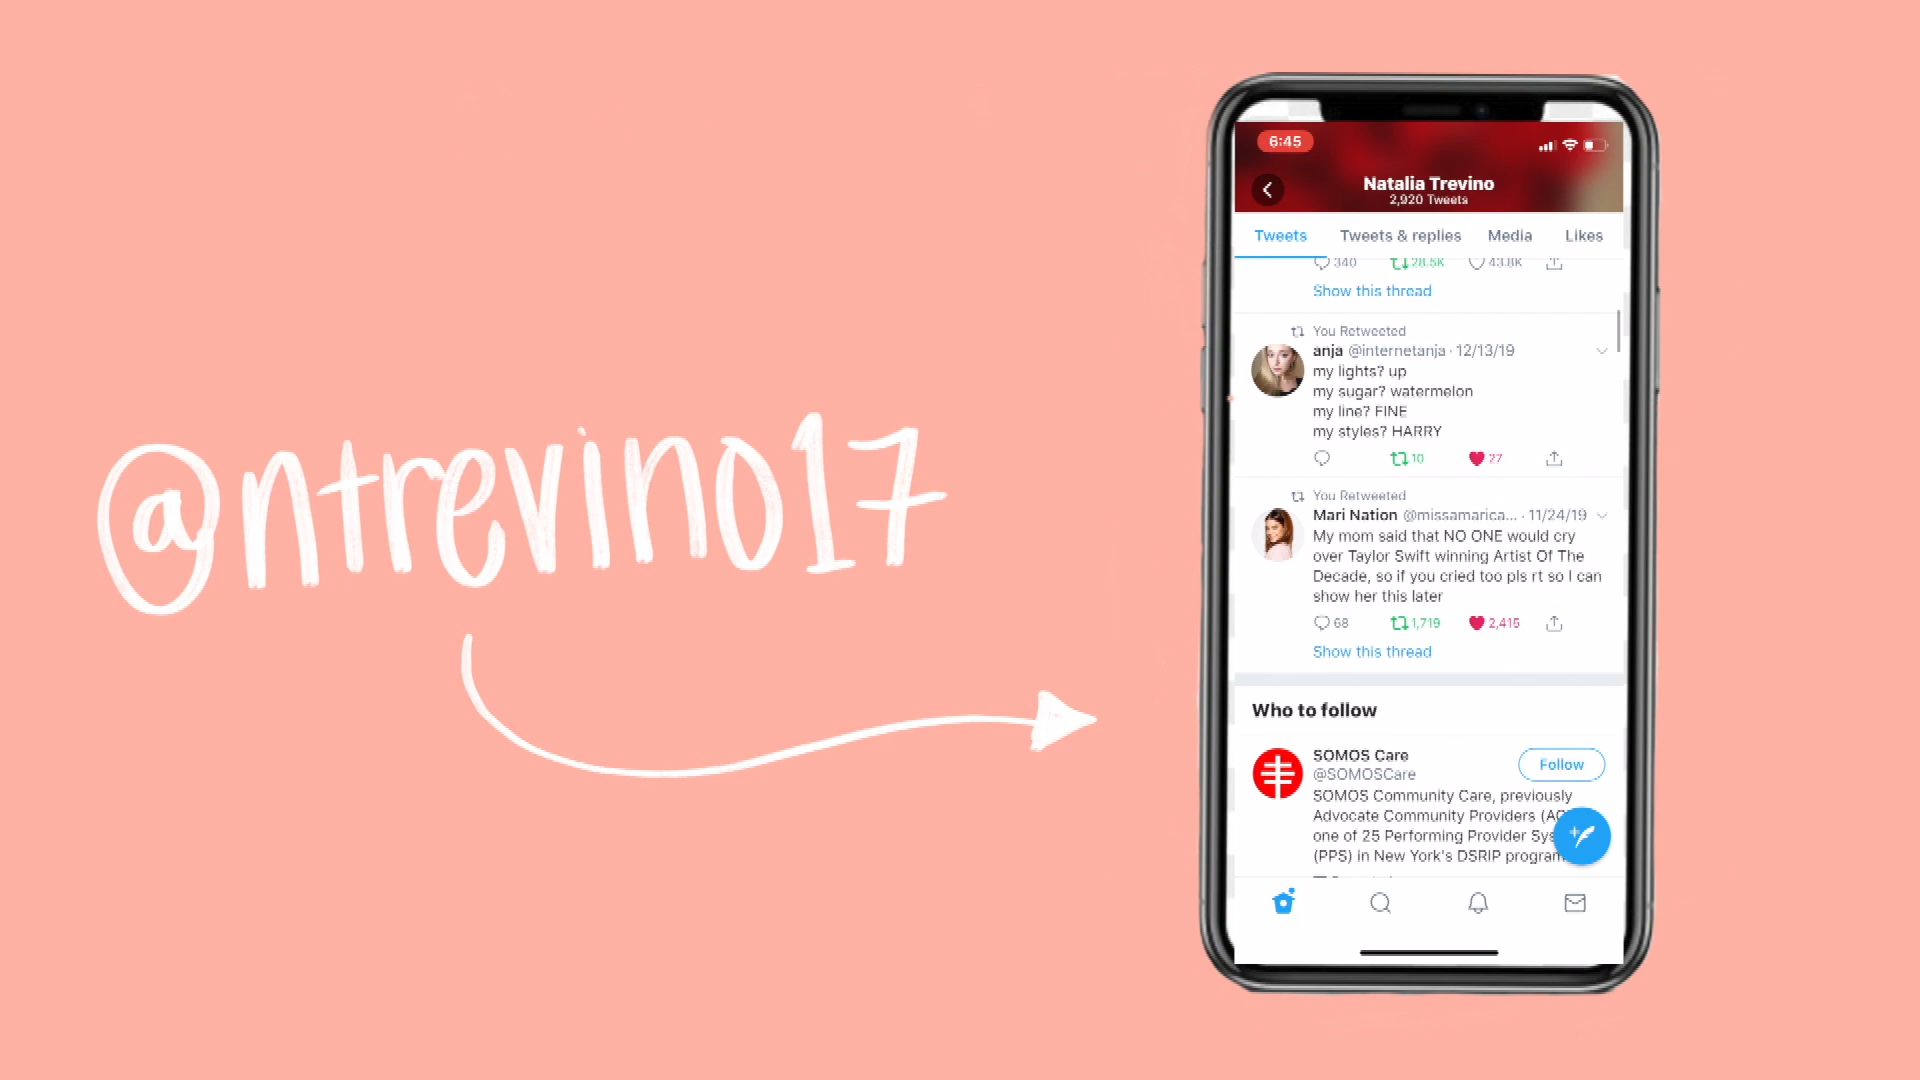 @ntrevino17
6:45
Natalia Trevino
2,920 Tweets
Tweets Tweets & replies Media Likes
340 28.5K 43.8K
Show this thread
You Retweeted
anja @internetanja · 12/13/19
my lights? up
my sugar? watermelon
my line? FINE
my styles? HARRY
10 27
You Retweeted
Mari Nation @missamarica... · 11/24/19
My mom said that NO ONE would cry
over Taylor Swift winning Artist Of The
Decade, so if you cried too pls rt so I can
show her this later
68 1,719 2,415
Show this thread
Who to follow
SOMOS Care
@SOMOSCare
Follow
SOMOS Community Care, previously
Advocate Community Providers
one of 25 Performing Provider
(PPS) in New York's DSRIP program